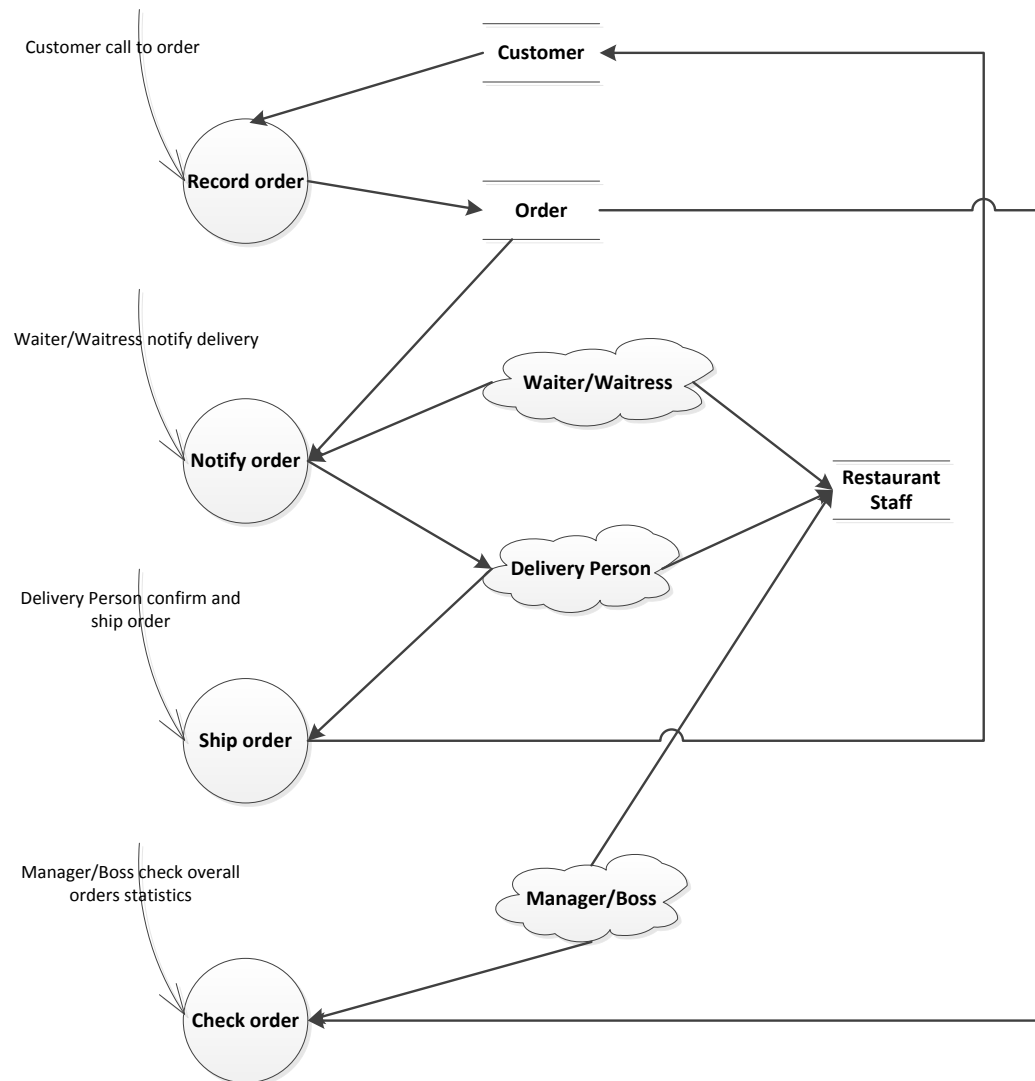 Customer call to order
Customer
Record order
Order
Waiter/Waitress notify delivery
Waiter/Waitress
Notify order
Restaurant
Staff
Delivery Person
Delivery Person confirm and
ship order
Ship order
Manager/Boss check overall
orders statistics
Manager/Boss
Check order